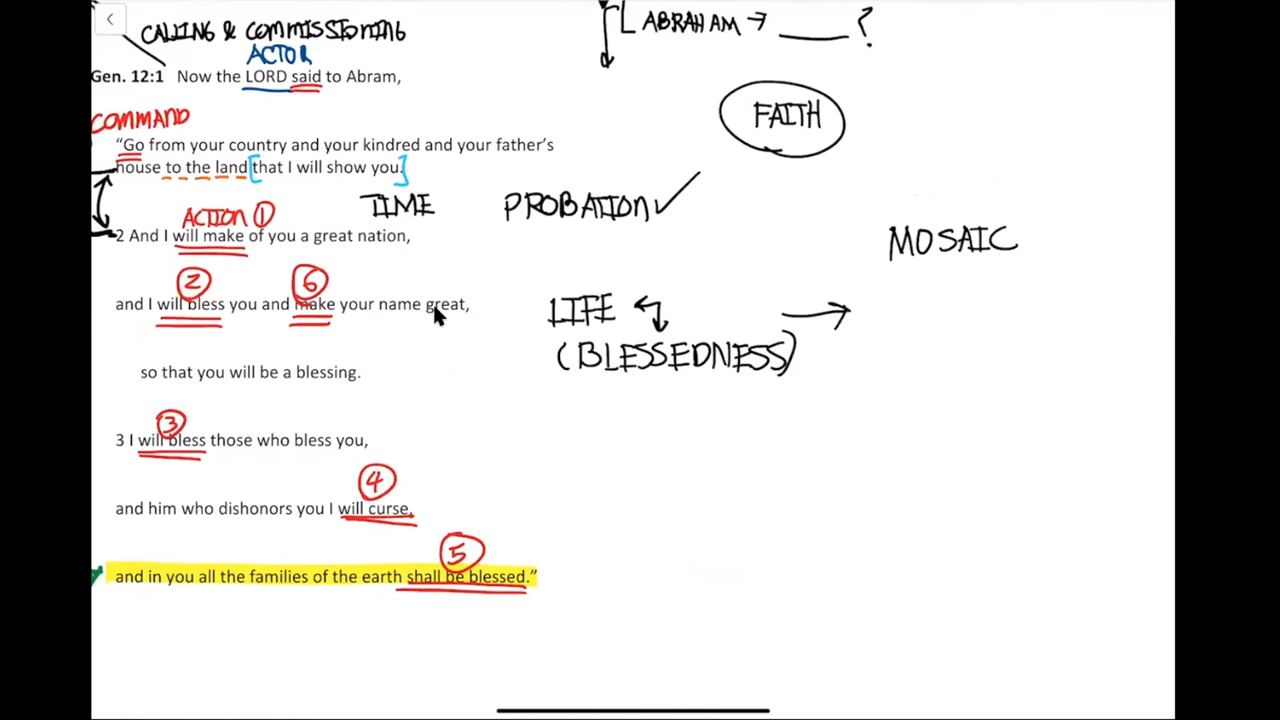 CALLING & COMMISSIONING
ABRAHAM → ____ ?
ACTOR
Gen. 12:1 Now the LORD said to Abram,
FAITH
COMMAND
“Go from your country and your kindred and your father’s
house to the land [that I will show you.]
TIME
PROBATION ✓
ACTION ①
2 And I will make of you a great nation,
MOSAIC
② ⑥
and I will bless you and make your name great,
LIFE
(BLESSEDNESS)
so that you will be a blessing.
③
3 I will bless those who bless you,
④
and him who dishonors you I will curse,
⑤
and in you all the families of the earth shall be blessed.”